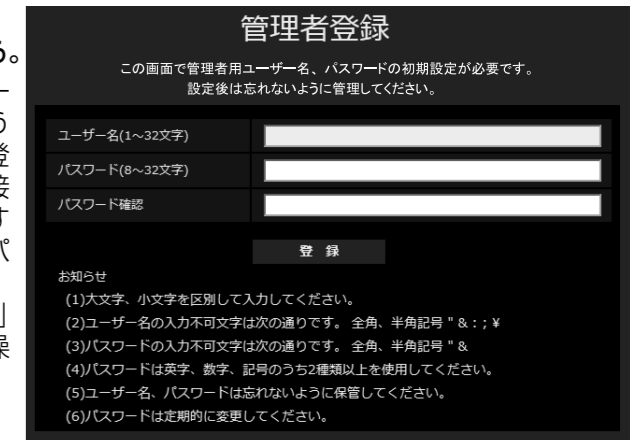 管理者登録
この画面で管理者用ユーザー名、パスワードの初期設定が必要です。
設定後は忘れないように管理してください。
ユーザー名(1～32文字)
パスワード(8～32文字)
パスワード確認
登 録
お知らせ
(1)大文字、小文字を区別して入力してください。
(2)ユーザー名の入力不可文字は次の通りです。 全角、半角記号 " & : ; ¥
(3)パスワードの入力不可文字は次の通りです。 全角、半角記号 " &
(4)パスワードは英字、数字、記号のうち2種類以上を使用してください。
(5)ユーザー名、パスワードは忘れないように保管してください。
(6)パスワードは定期的に変更してください。